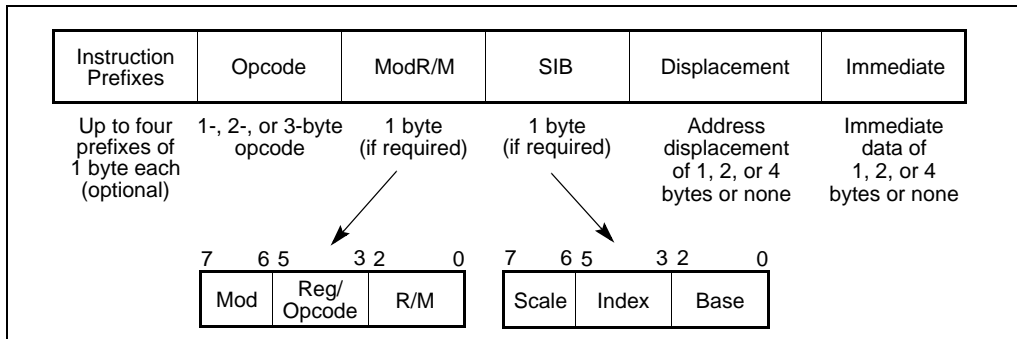 Instruction
Prefixes
Opcode
ModR/M
SIB
Displacement
Immediate
Up to four
prefixes of
1 byte each
(optional)
1-, 2-, or 3-byte
opcode
1 byte
(if required)
1 byte
(if required)
Address
displacement
of 1, 2, or 4
bytes or none
Immediate
data of
1, 2, or 4
bytes or none
7 6 5 3 2 0
Mod
Reg/
Opcode
R/M
7 6 5 3 2 0
Scale
Index
Base